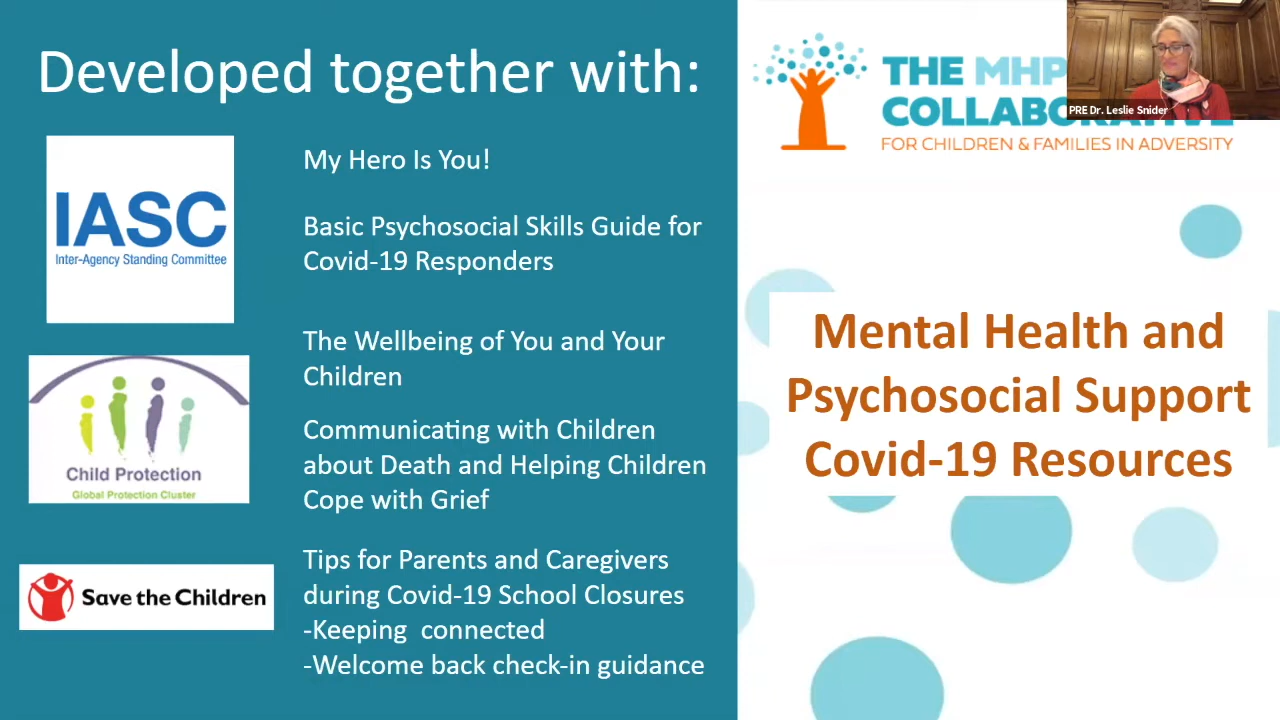 Developed together with:
IASC
Inter-Agency Standing Committee
My Hero Is You!
Basic Psychosocial Skills Guide for
Covid-19 Responders
Child Protection
Global Protection Cluster
The Wellbeing of You and Your
Children
Communicating with Children
about Death and Helping Children
Cope with Grief
Save the Children
Tips for Parents and Caregivers
during Covid-19 School Closures
-Keeping connected
-Welcome back check-in guidance
THE MHP
COLLABORATIVE
FOR CHILDREN & FAMILIES IN ADVERSITY
PRE Dr. Leslie Snider
Mental Health and
Psychosocial Support
Covid-19 Resources